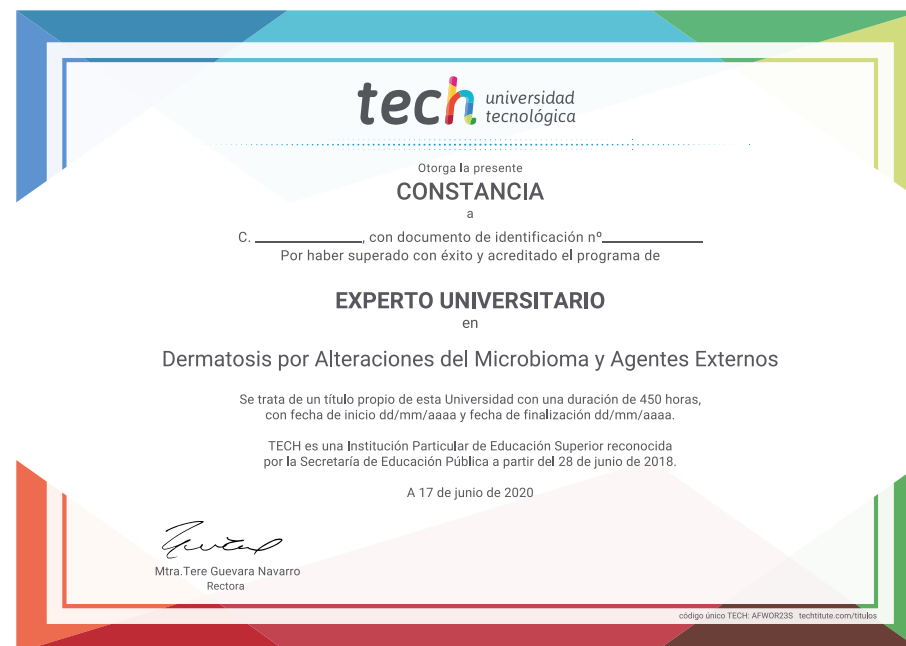 tech universidad
tecnológica
Otorga la presente
CONSTANCIA
a
C. ______________, con documento de identificación nº______________
Por haber superado con éxito y acreditado el programa de
EXPERTO UNIVERSITARIO
en
Dermatosis por Alteraciones del Microbioma y Agentes Externos
Se trata de un título propio de esta Universidad con una duración de 450 horas,
con fecha de inicio dd/mm/aaaa y fecha de finalización dd/mm/aaaa.
TECH es una Institución Particular de Educación Superior reconocida
por la Secretaría de Educación Pública a partir del 28 de junio de 2018.
A 17 de junio de 2020
Mtra.Tere Guevara Navarro
Rectora
código único TECH: AFWOR23S techtitute.com/titulos